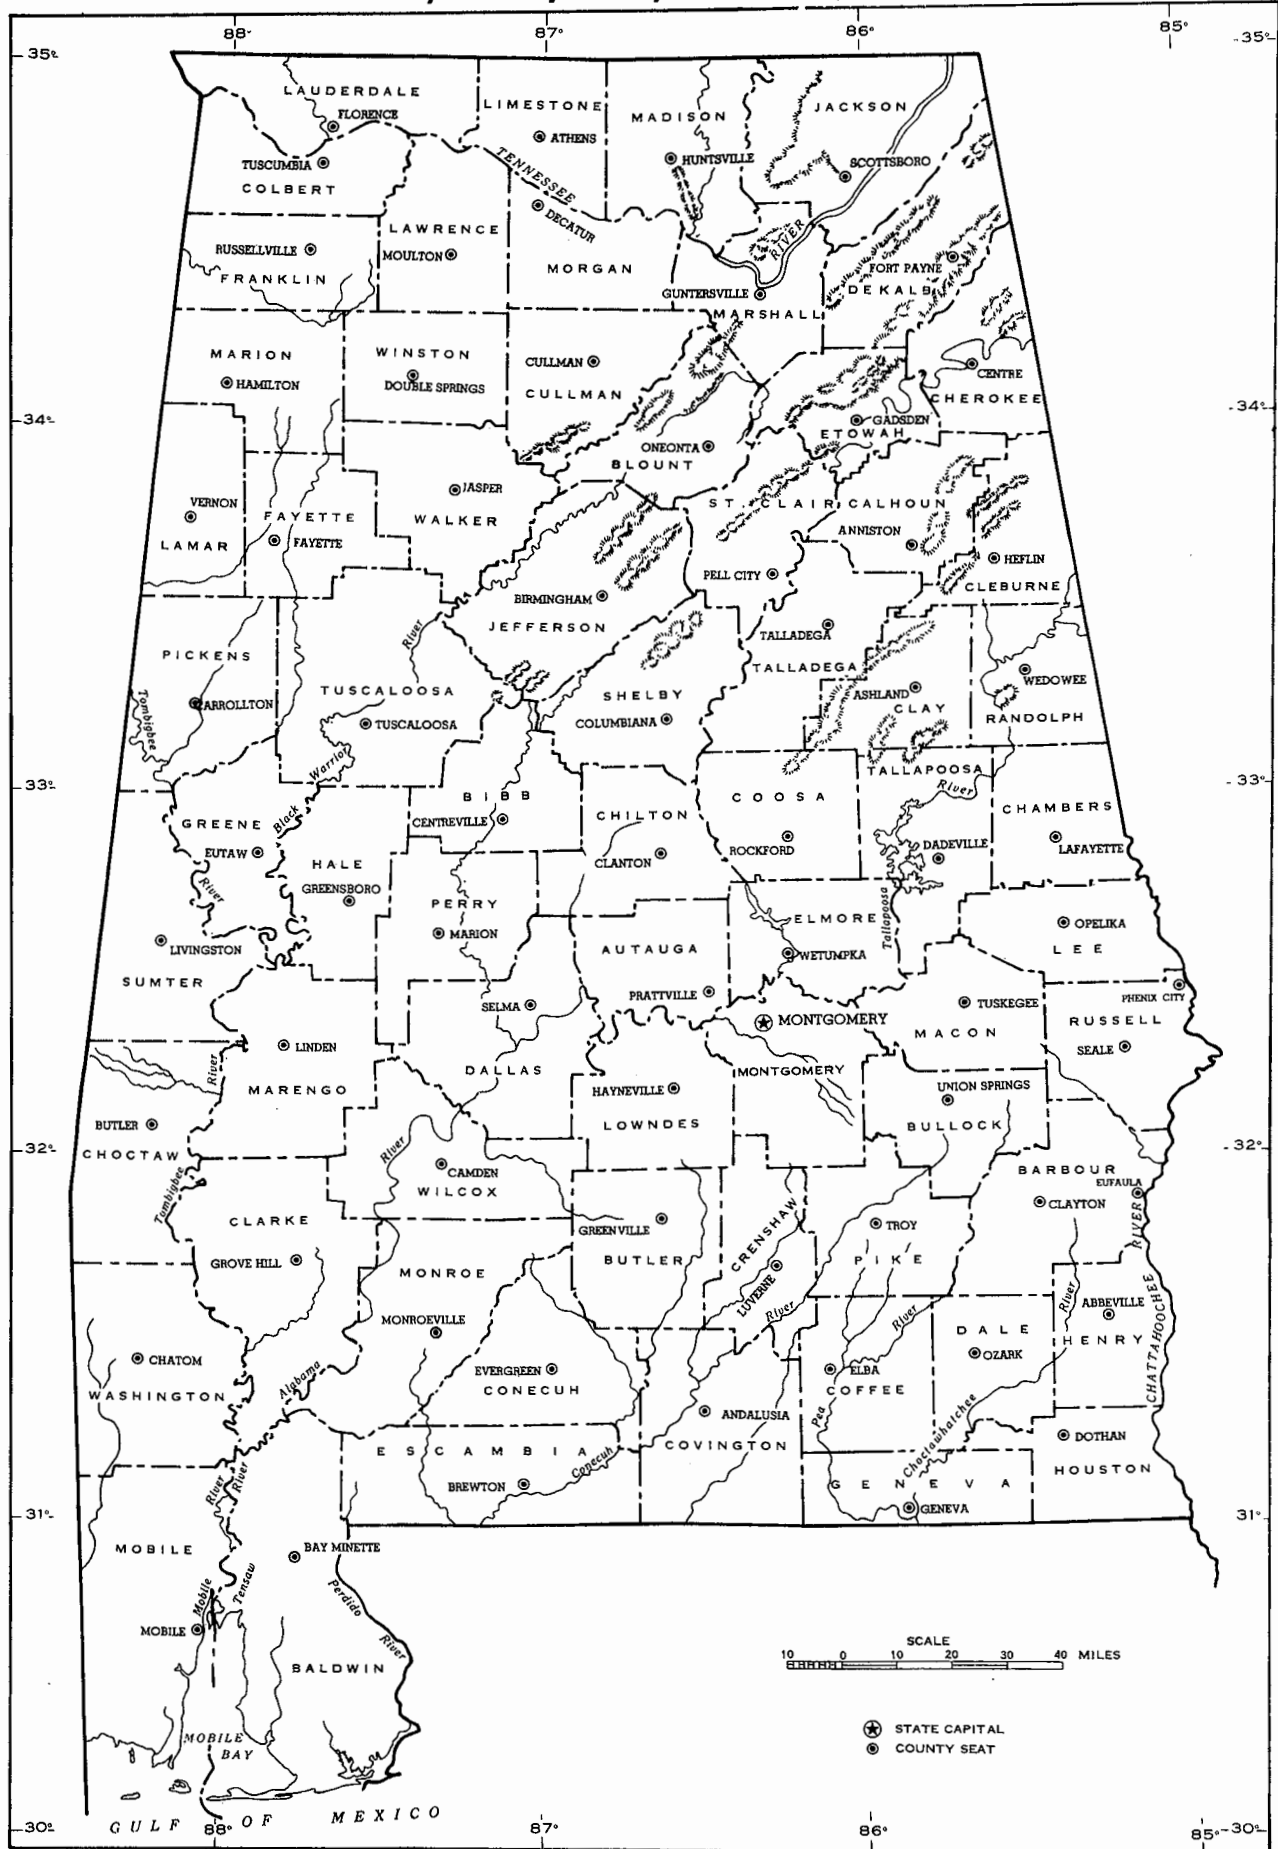 88° 87° 86° 85°
35° 35°
LAUDERDALE
FLORENCE
LIMESTONE
ATHENS
MADISON
HUNTSVILLE
JACKSON
SCOTTSBORO
TUSCUMBIA
COLBERT
TENNESSEE
RIVER
DECATUR
LAWRENCE
MOULTON
RUSSELLVILLE
FRANKLIN
MORGAN
GUNTERSVILLE
MARSHALL
FORT PAYNE
DEKALB
MARION
HAMILTON
WINSTON
DOUBLE SPRINGS
CULLMAN
CULLMAN
CENTRE
CHEROKEE
34° 34°
GADSDEN
ETOWAH
ONEONTA
BLOUNT
VERNON
LAMAR
FAYETTE
FAYETTE
JASPER
WALKER
ST. CLAIR
CALHOUN
ANNISTON
PELL CITY
HEFLIN
CLEBURNE
BIRMINGHAM
JEFFERSON
TALLADEGA
TALLADEGA
PICKENS
CARROLLTON
Tombigbee
River
TUSCALOOSA
TUSCALOOSA
SHELBY
COLUMBIANA
ASHLAND
CLAY
WEDOWEE
RANDOLPH
33° 33°
Warrior
Black
BIBB
CENTREVILLE
CHILTON
CLANTON
COOSA
ROCKFORD
TALLAPOOSA
River
DADEVILLE
CHAMBERS
LAFAYETTE
GREENE
EUTAW
River
HALE
GREENSBORO
PERRY
MARION
AUTAUGA
PRATTVILLE
ELMORE
WETUMPKA
Tallapoosa
OPELIKA
LEE
LIVINGSTON
SUMTER
SELMA
DALLAS
MONTGOMERY
MONTGOMERY
TUSKEGEE
MACON
PHENIX CITY
RUSSELL
SEALE
LINDEN
MARENGO
River
HAYNEVILLE
LOWNDES
UNION SPRINGS
BULLOCK
BUTLER
CHOCTAW
32° 32°
Tumbigbee
River
CAMDEN
WILCOX
BARBOUR
EUFAULA
CLAYTON
CLARKE
GROVE HILL
GREENVILLE
BUTLER
CRENSHAW
LUVERNE
River
TROY
PIKE
River
RIVER
CHATTAHOOCHEE
MONROE
MONROEVILLE
ABBEVILLE
HENRY
River
DALE
OZARK
CHATOM
WASHINGTON
Alabama
EVERGREEN
CONECUH
ELBA
COFFEE
Pea
Choctawhatchee
ANDALUSIA
COVINGTON
ESCAMBIA
BREWTON
Conecuh
DOTHAN
HOUSTON
GENEVA
GENEVA
31° 31°
River
River
MOBILE
BAY MINETTE
Mobile
Tensaw
Perdido
River
MOBILE
BALDWIN
MOBILE
BAY
SCALE
10 0 10 20 30 40 MILES
STATE CAPITAL
COUNTY SEAT
GULF OF MEXICO
30° 88° 87° 86° 85° 30°